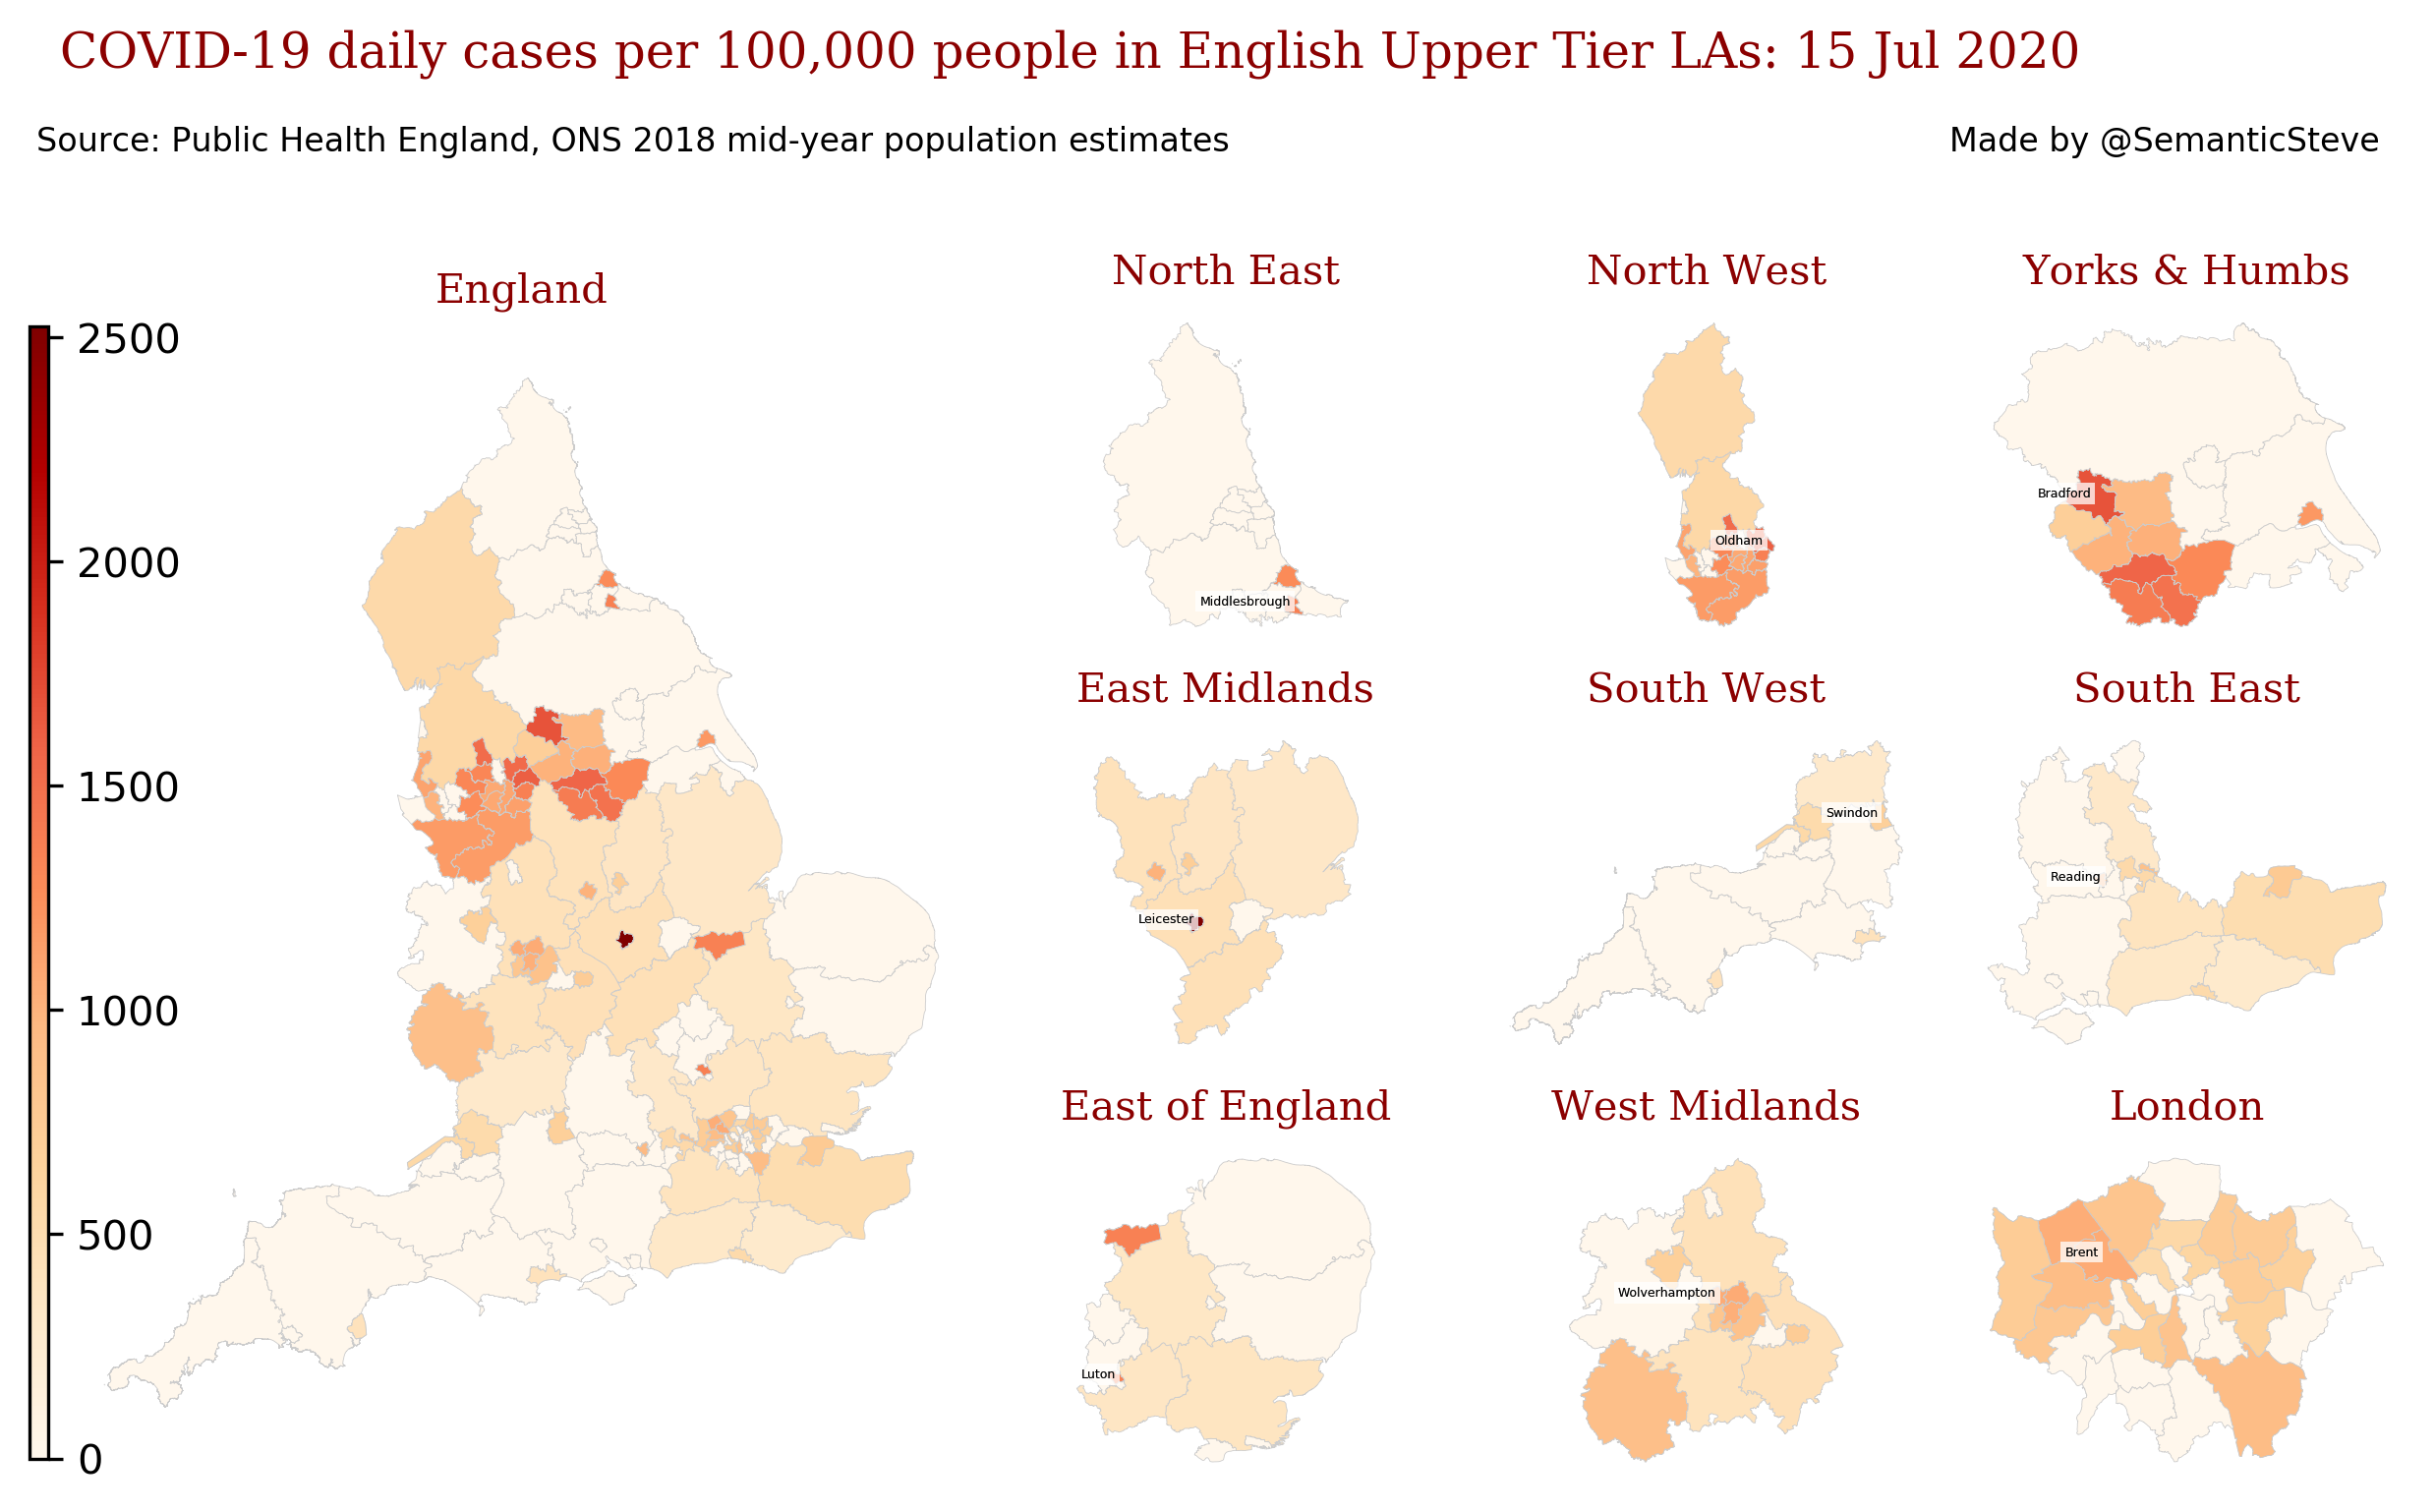 COVID-19 daily cases per 100,000 people in English Upper Tier LAs: 15 Jul 2020
Source: Public Health England, ONS 2018 mid-year population estimates
Made by @SemanticSteve
England
2500
2000
1500
1000
500
0
North East
Middlesbrough
North West
Oldham
Yorks & Humbs
Bradford
East Midlands
Leicester
South West
Swindon
South East
Reading
East of England
Luton
West Midlands
Wolverhampton
London
Brent